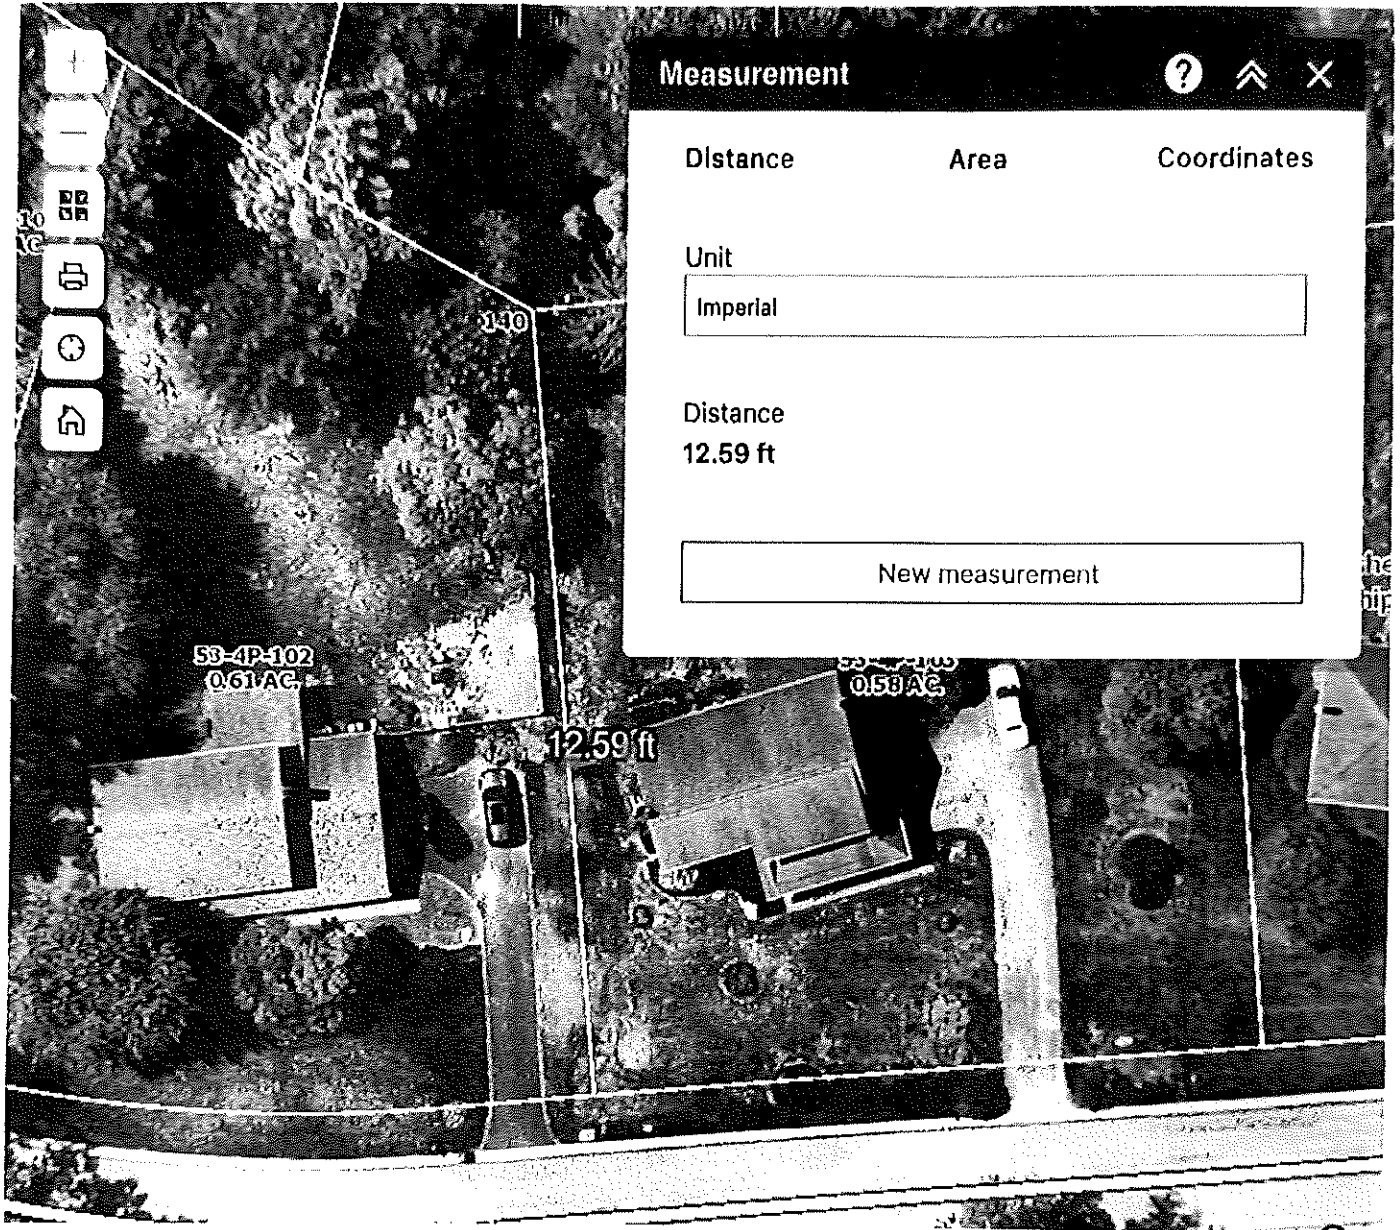 Measurement
Distance Area Coordinates
Unit
Imperial
Distance
12.59 ft
New measurement
140
53-4P-102
0.61 AC.
0.58 AC.
12.59 ft